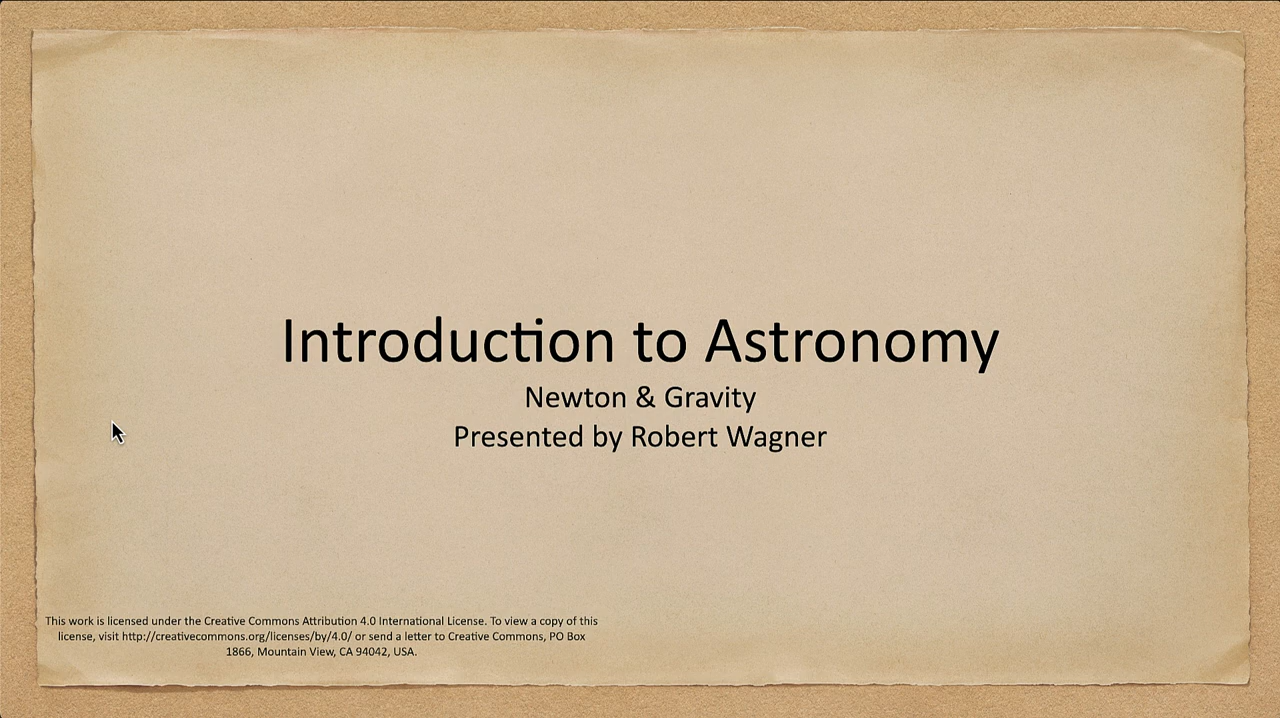 Introduction to Astronomy
Newton & Gravity
Presented by Robert Wagner
This work is licensed under the Creative Commons Attribution 4.0 International License. To view a copy of this
license, visit http://creativecommons.org/licenses/by/4.0/ or send a letter to Creative Commons, PO Box
1866, Mountain View, CA 94042, USA.